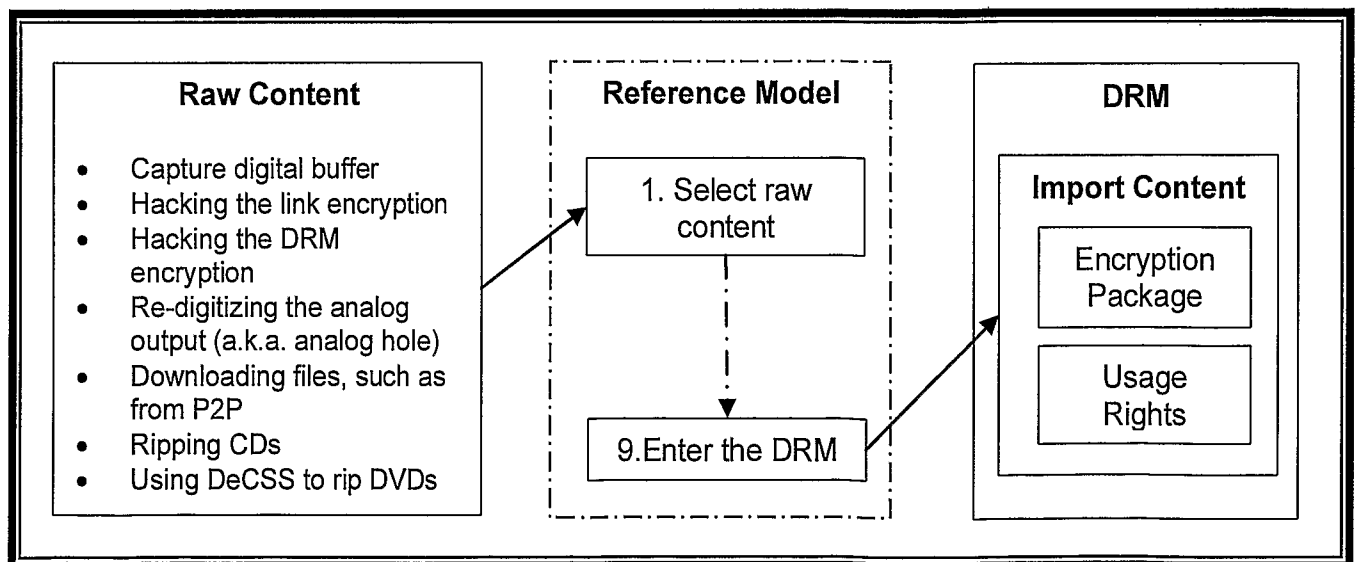 Raw Content
• Capture digital buffer
• Hacking the link encryption
• Hacking the DRM
encryption
• Re-digitizing the analog
output (a.k.a. analog hole)
• Downloading files, such as
from P2P
• Ripping CDs
• Using DeCSS to rip DVDs
Reference Model
1. Select raw
content
9.Enter the DRM
DRM
Import Content
Encryption
Package
Usage
Rights